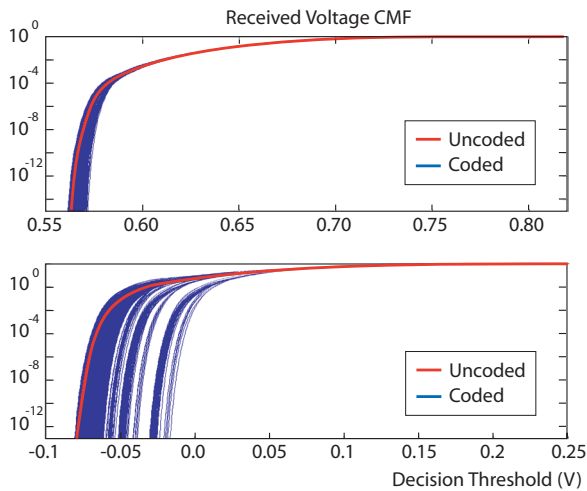 Received Voltage CMF
10^0
10^-4
10^-8
10^-12
Uncoded
Coded
0.55 0.60 0.65 0.70 0.75 0.80
10^0
10^-4
10^-4
10^-8
10^-12
Uncoded
Coded
-0.1 -0.05 0.0 0.05 0.1 0.15 0.2 0.25
Decision Threshold (V)